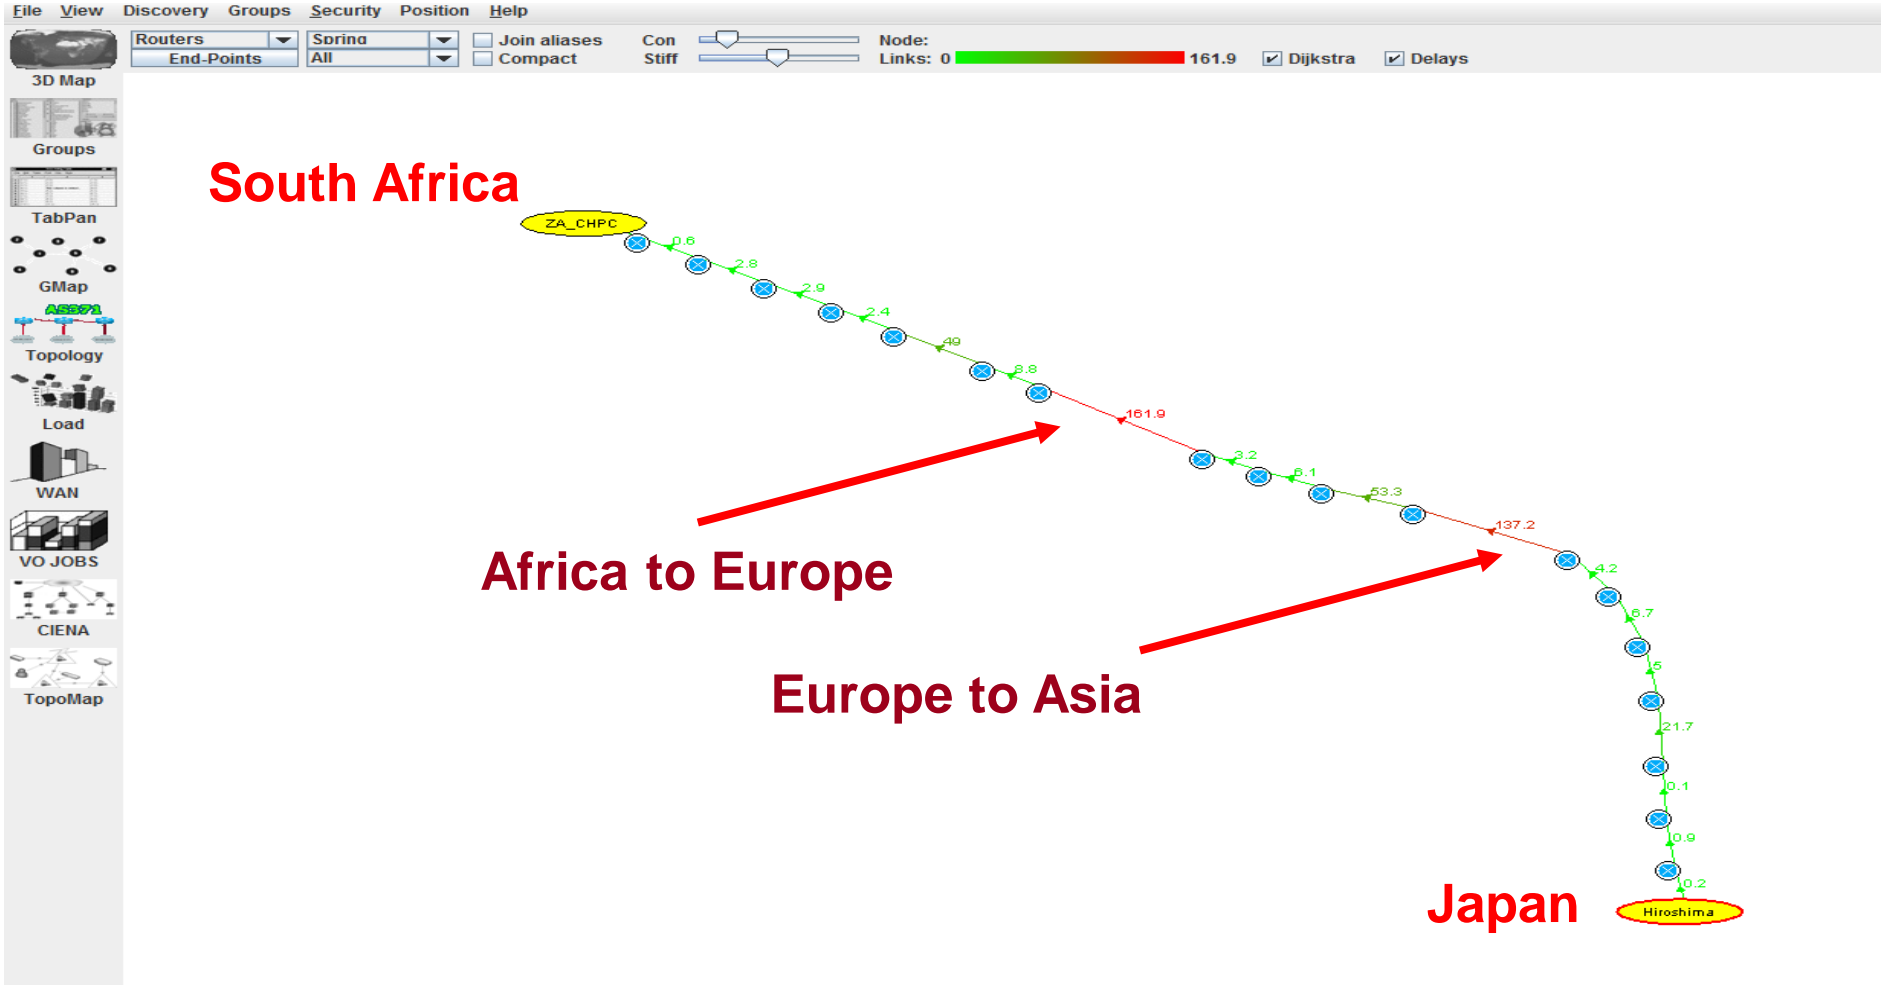 File View Discovery Groups Security Position Help
Routers Spring Join aliases Con Node:
End-Points All Compact Stiff Links: 0 161.9 Dijkstra Delays
3D Map
Groups
TabPan
GMap
AS371
Topology
Load
WAN
VO JOBS
CIENA
TopoMap
South Africa
ZA_CHPC
0.6
2.8
2.9
2.4
49
8.8
161.9
3.2
6.1
53.3
137.2
4.2
6.7
5
21.7
0.1
0.9
0.2
Africa to Europe
Europe to Asia
Japan
Hiroshima